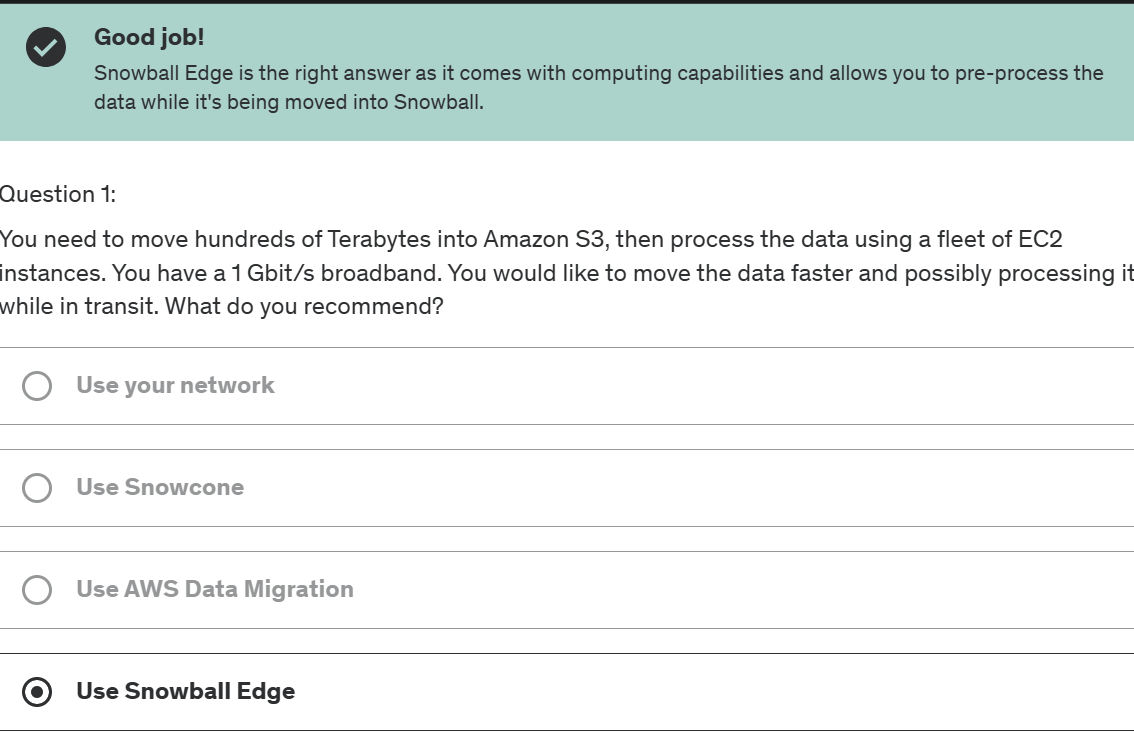 Good job!
Snowball Edge is the right answer as it comes with computing capabilities and allows you to pre-process the
data while it's being moved into Snowball.
Question 1:
You need to move hundreds of Terabytes into Amazon S3, then process the data using a fleet of EC2
instances. You have a 1 Gbit/s broadband. You would like to move the data faster and possibly processing it
while in transit. What do you recommend?
Use your network
Use Snowcone
Use AWS Data Migration
Use Snowball Edge